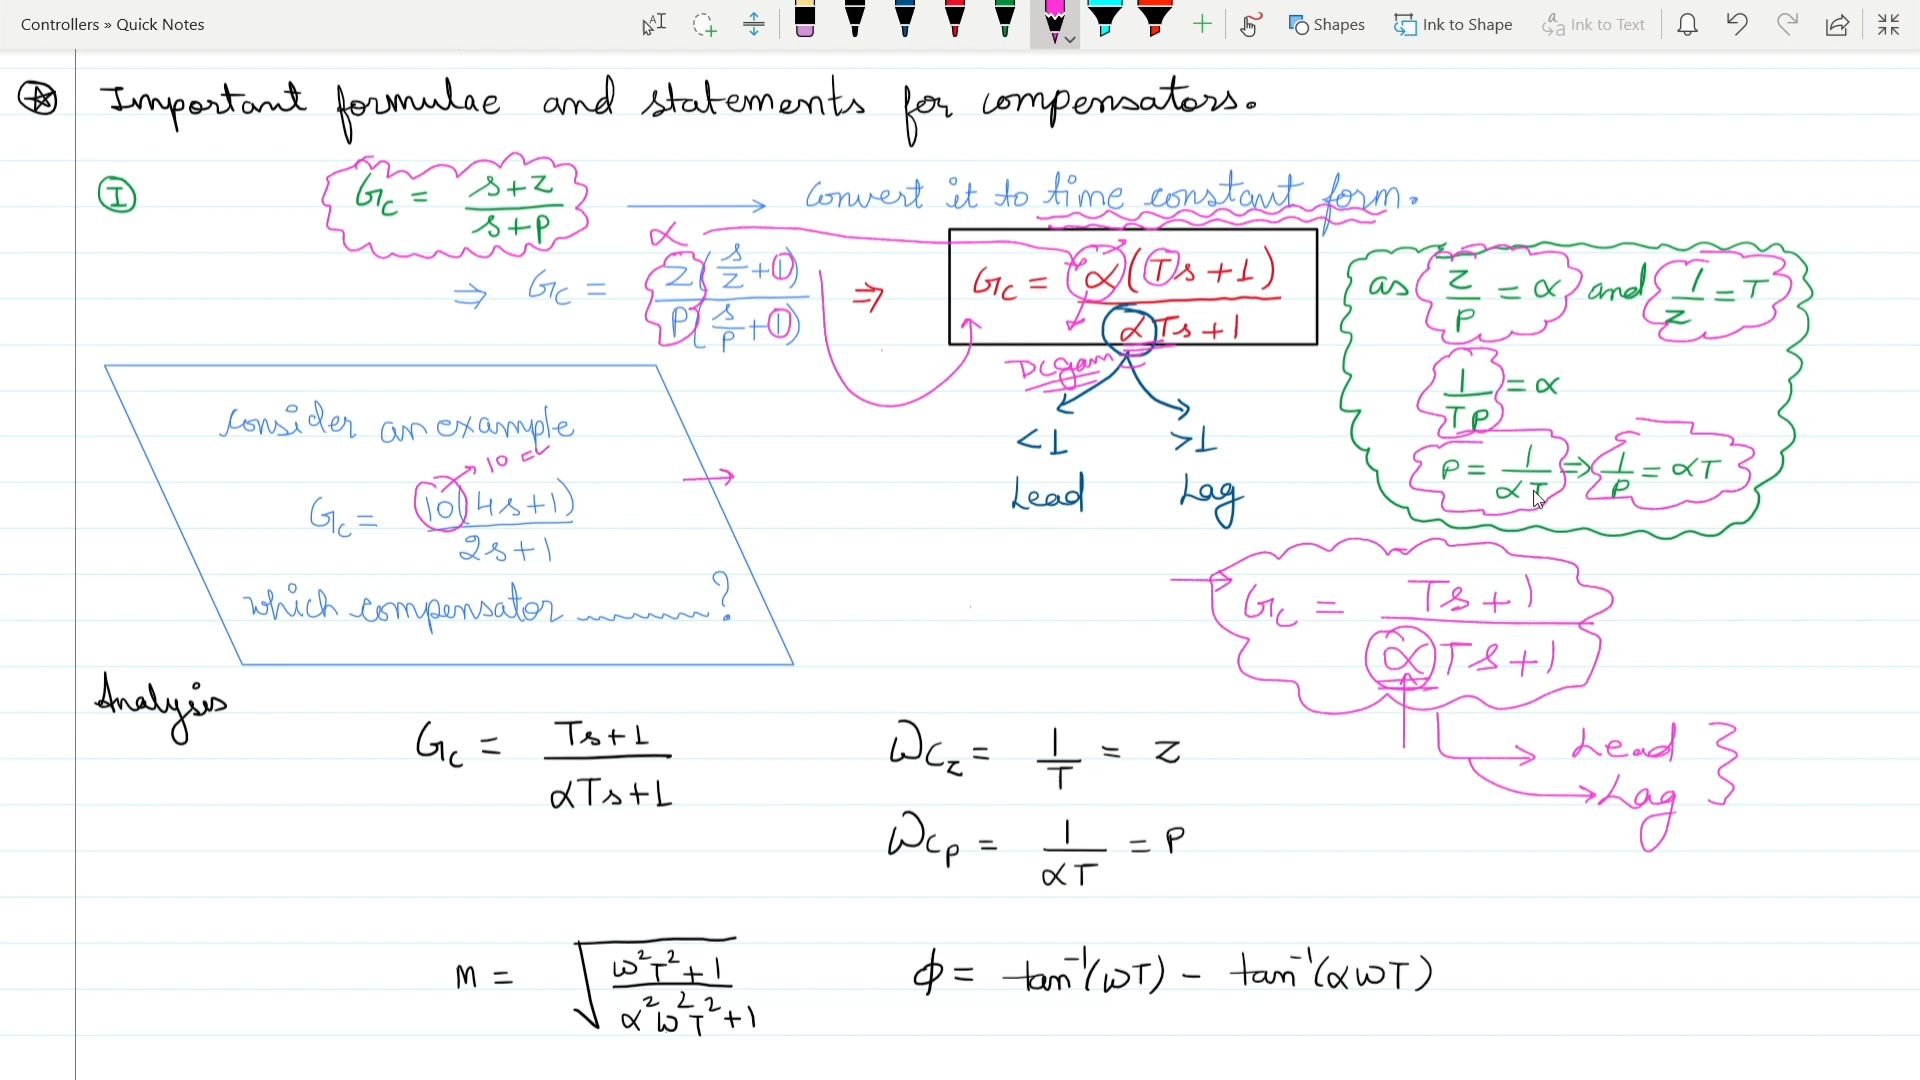 Controllers » Quick Notes
Shapes
Ink to Shape
Ink to Text
Important formulae and statements for compensators.
I
Gc = s+z / s+p
Convert it to time constant form.
α
⇒ Gc = z(s/z+1) / p(s/p+1) ⇒
Gc = α(Ts+1) / αTs+1
DC gain
<1 >1
Lead Lag
as z/p = α and 1/z = T
1/TP = α
P = 1/αT ⇒ 1/P = αT
consider an example
10
Gc = 10(4s+1) / 2s+1
which compensator ?
Gc = Ts+1 / αTs+1
Lead
Lag
Analysis
Gc = Ts+1 / αTs+1
ωcz = 1/T = z
ωcp = 1/αT = P
M = √(ω²T²+1 / α²ω²T²+1)
ϕ = tan⁻¹(ωT) − tan⁻¹(αωT)